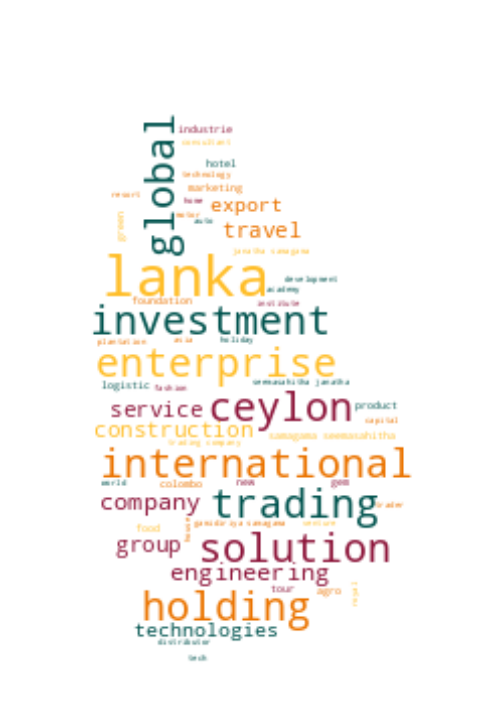 global
industrie
consultant
hotel
technology
marketing
resort
home
export
green
motor
auto
travel
janatha samagama
lanka
development
academy
foundation
institute
investment
plantation
asia
holiday
enterprise
logistic
fashion
seemasahitha janatha
service
ceylon
product
capital
construction
samagama seemasahitha
trading company
international
world
colombo
new
gem
company
trading
trader
food
house
gamidiriya samagama
venture
group
solution
engineering
tour
agro
royal
holding
technologies
distributor
tech